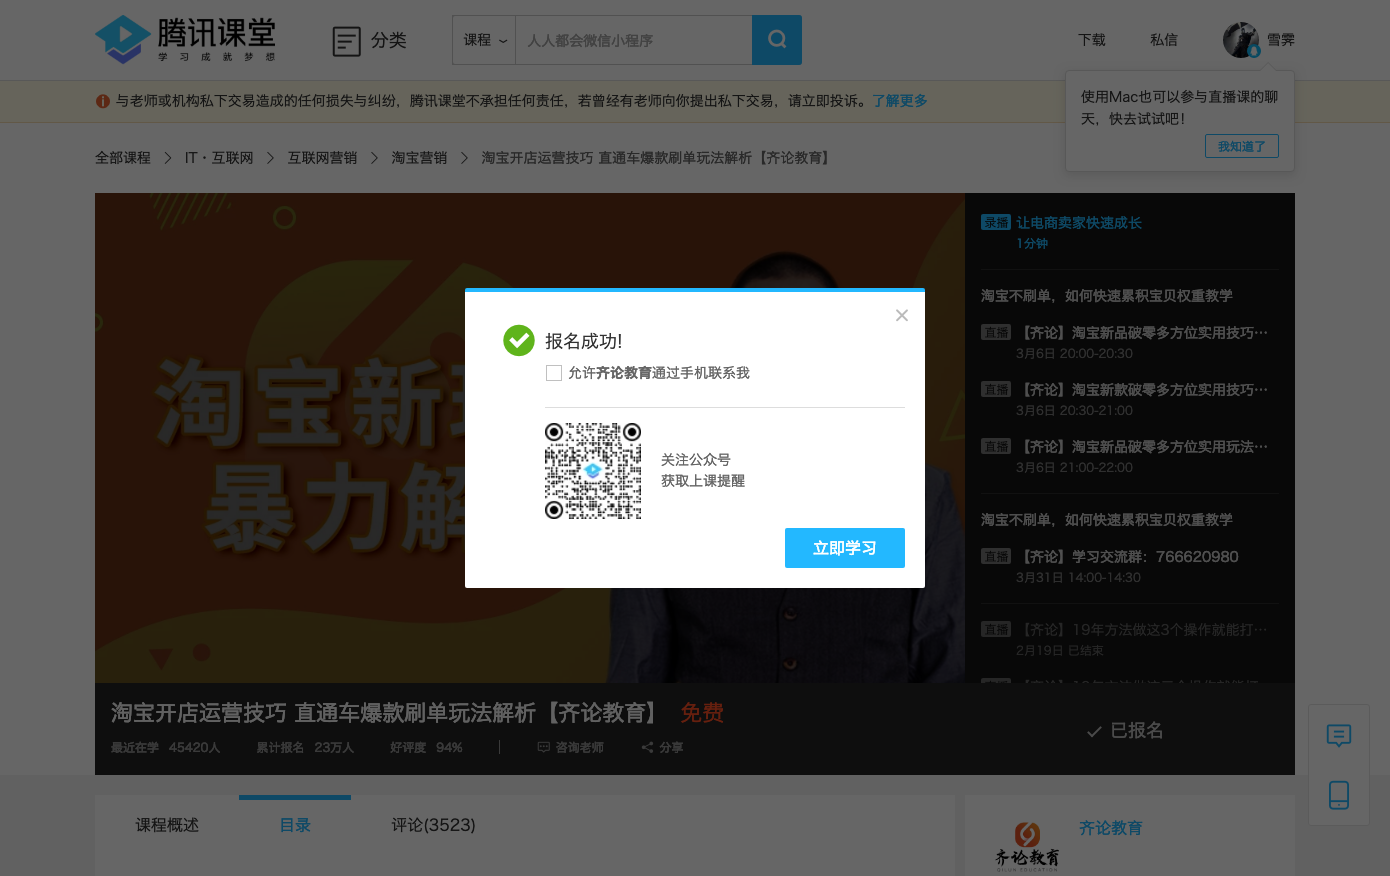 腾讯课堂
学习成就梦想
分类
课程
人人都会微信小程序
下载
私信
雪霁
与老师或机构私下交易造成的任何损失与纠纷，腾讯课堂不承担任何责任，若曾经有老师向你提出私下交易，请立即投诉。了解更多
使用Mac也可以参与直播课的聊
天，快去试试吧！
我知道了
全部课程 > IT·互联网 > 互联网营销 > 淘宝营销 > 淘宝开店运营技巧 直通车爆款刷单玩法解析【齐论教育】
淘宝新
暴力解
录播 让电商卖家快速成长
1分钟
淘宝不刷单，如何快速累积宝贝权重教学
直播 【齐论】淘宝新品破零多方位实用技巧…
3月6日 20:00-20:30
直播 【齐论】淘宝新款破零多方位实用技巧…
3月6日 20:30-21:00
直播 【齐论】淘宝新品破零多方位实用玩法…
3月6日 21:00-22:00
淘宝不刷单，如何快速累积宝贝权重教学
直播 【齐论】学习交流群：766620980
3月31日 14:00-14:30
直播 【齐论】19年方法做这3个操作就能打…
2月19日 已结束
报名成功!
允许齐论教育通过手机联系我
关注公众号
获取上课提醒
立即学习
淘宝开店运营技巧 直通车爆款刷单玩法解析【齐论教育】 免费
最近在学 45420人 累计报名 23万人 好评度 94% 咨询老师 分享
已报名
课程概述
目录
评论(3523)
齐论教育
QILUN EDUCATION
齐论教育